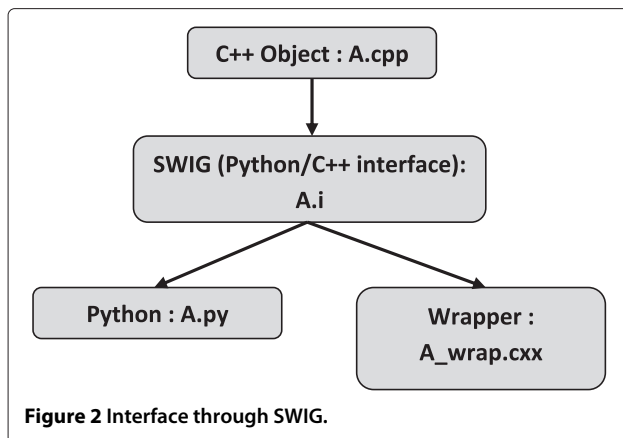 C++ Object : A.cpp
SWIG (Python/C++ interface):
A.i
Python : A.py
Wrapper :
A_wrap.cxx
Figure 2 Interface through SWIG.